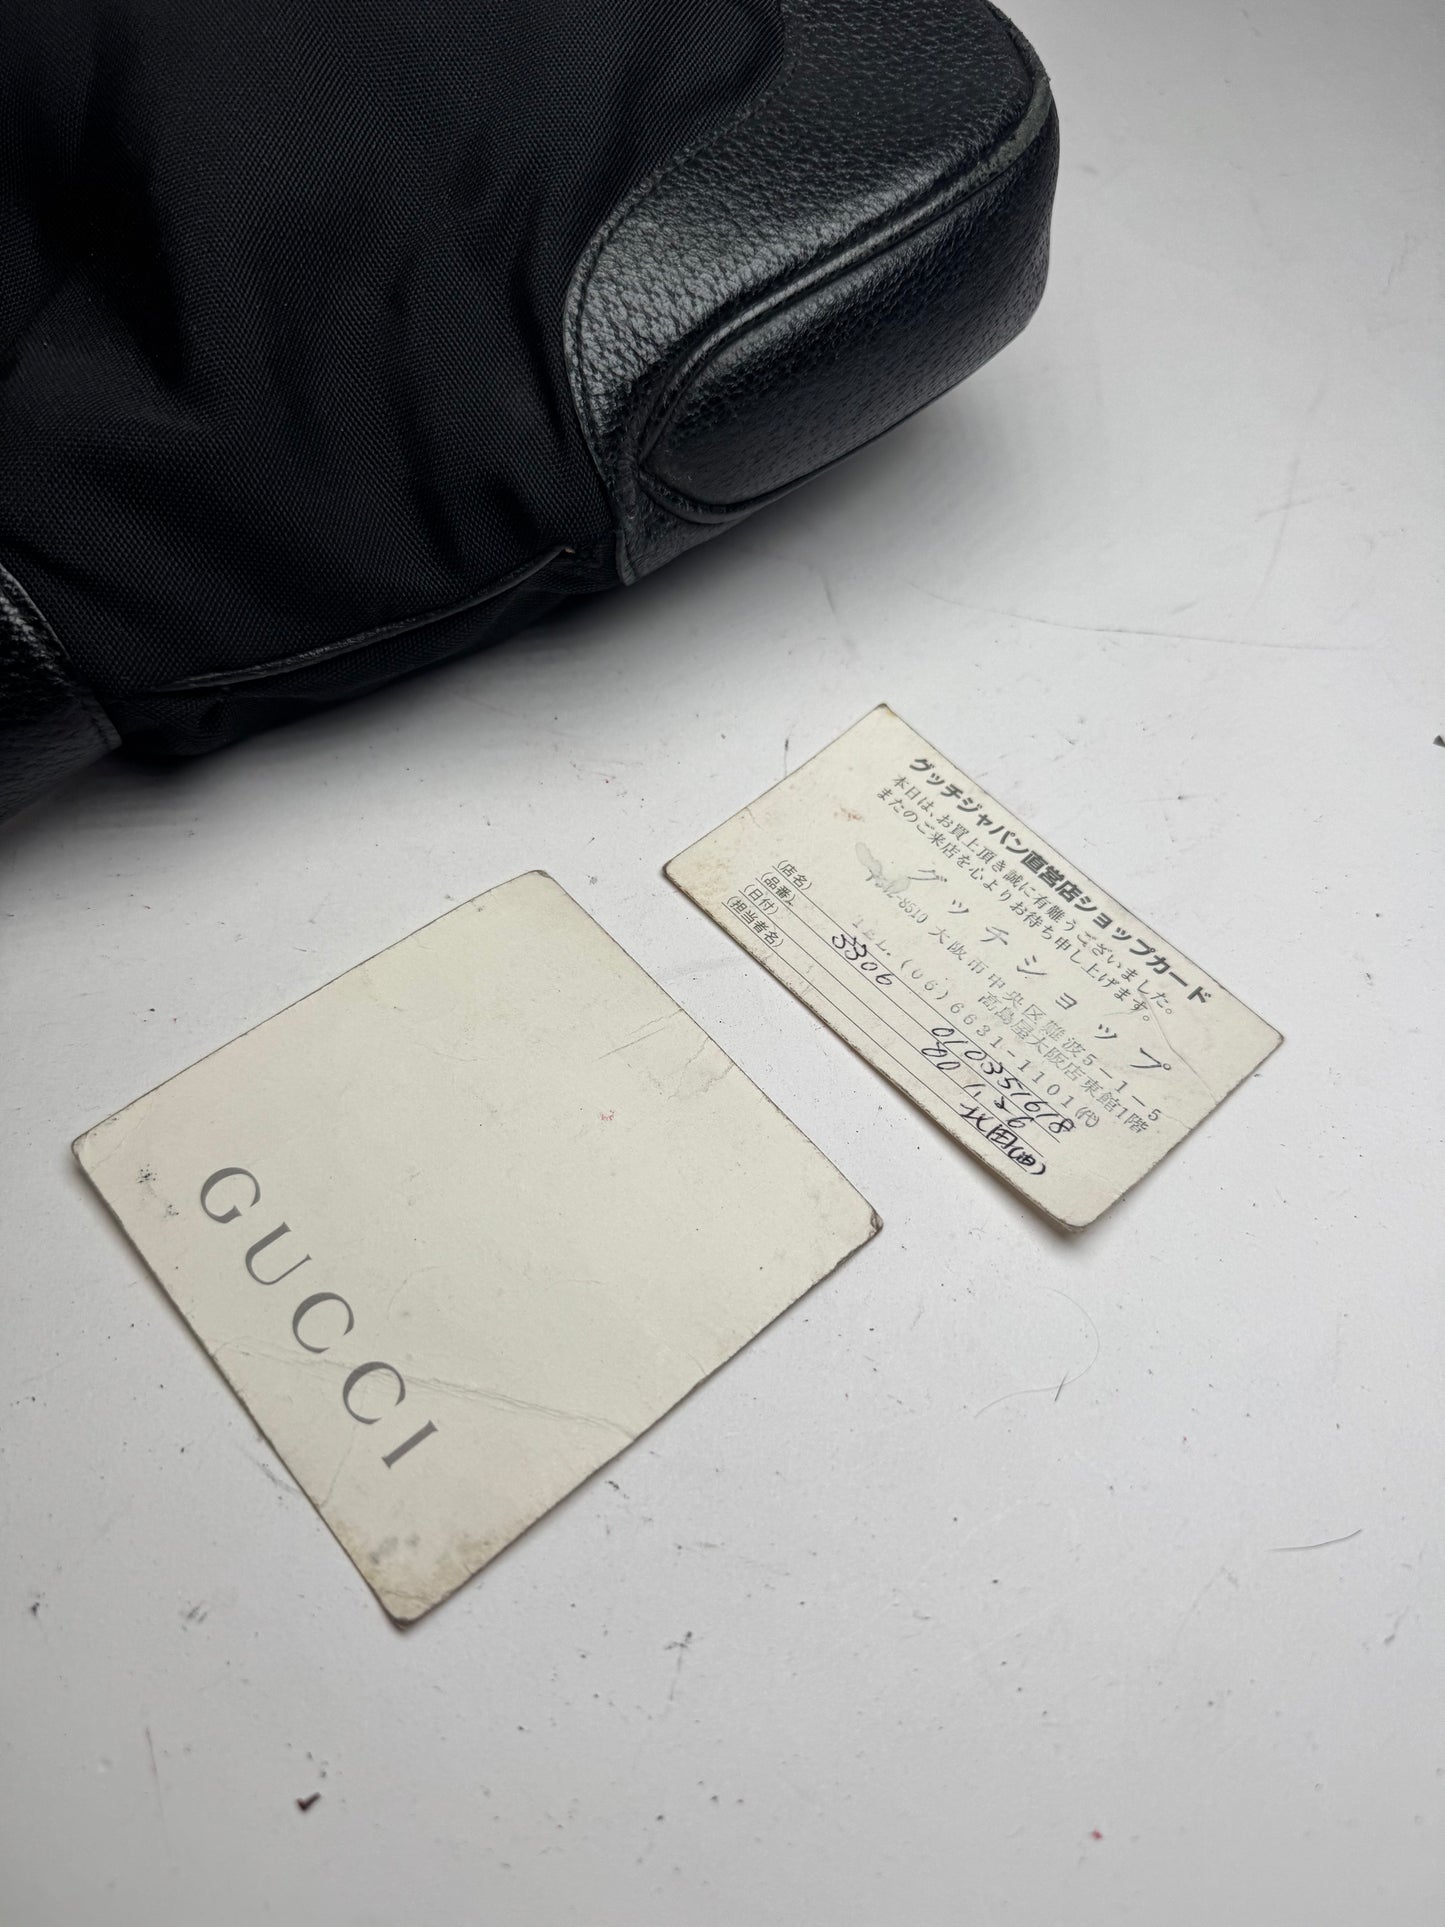 GUCCI
グッチジャパン直営店ショップカード
本日は、お買上頂き誠に有難うございました。
またのご来店を心よりお待ち申し上げます。
グッチショップ
-8510 大阪市中央区難波5-1-5
高島屋大阪店東館1階
(店名) TEL. (06)6631-1101(代)
(品番)
(日付)
(担当者名)